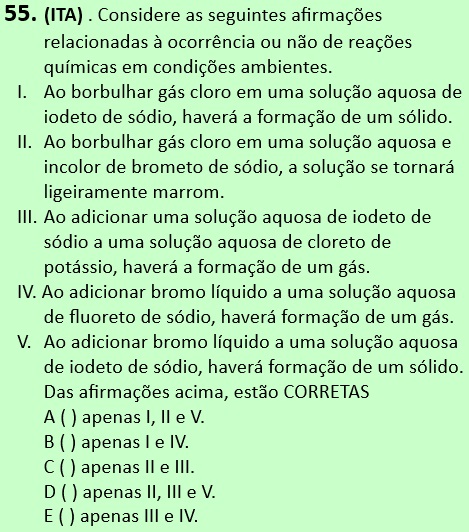 55. (ITA) . Considere as seguintes afirmações
relacionadas à ocorrência ou não de reações
químicas em condições ambientes.
I. Ao borbulhar gás cloro em uma solução aquosa de
iodeto de sódio, haverá a formação de um sólido.
II. Ao borbulhar gás cloro em uma solução aquosa e
incolor de brometo de sódio, a solução se tornará
ligeiramente marrom.
III. Ao adicionar uma solução aquosa de iodeto de
sódio a uma solução aquosa de cloreto de
potássio, haverá a formação de um gás.
IV. Ao adicionar bromo líquido a uma solução aquosa
de fluoreto de sódio, haverá formação de um gás.
V. Ao adicionar bromo líquido a uma solução aquosa
de iodeto de sódio, haverá formação de um sólido.
Das afirmações acima, estão CORRETAS
A ( ) apenas I, II e V.
B ( ) apenas I e IV.
C ( ) apenas II e III.
D ( ) apenas II, III e V.
E ( ) apenas III e IV.